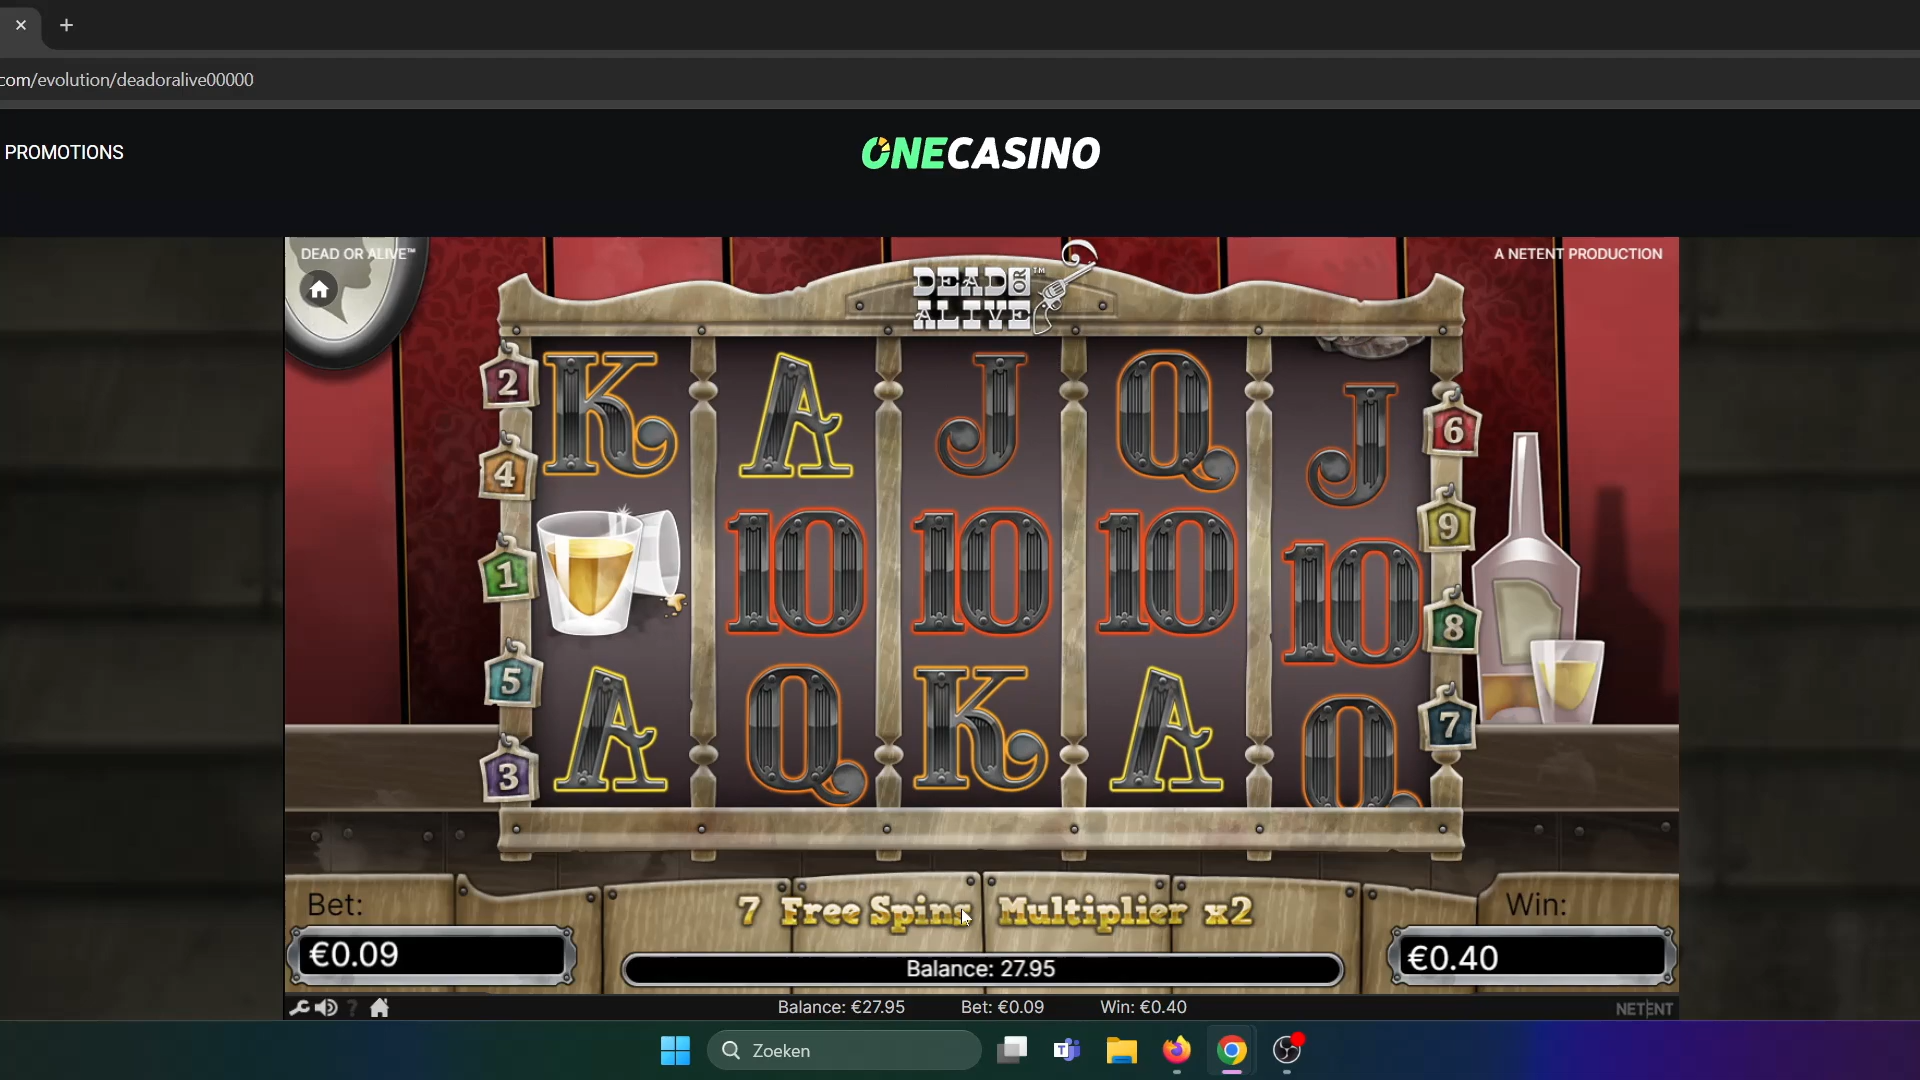 com/evolution/deadoralive00000
PROMOTIONS
ONECASINO
DEAD OR ALIVE™
A NETENT PRODUCTION
DEAD OR ALIVE™
K A J Q J
10 10 10 10
A Q K A Q
2
4
1
5
3
6
9
8
7
Bet:
€0.09
7 Free Spins Multiplier x2
Balance: 27.95
Win:
€0.40
Balance: €27.95 Bet: €0.09 Win: €0.40
NETENT
Zoeken